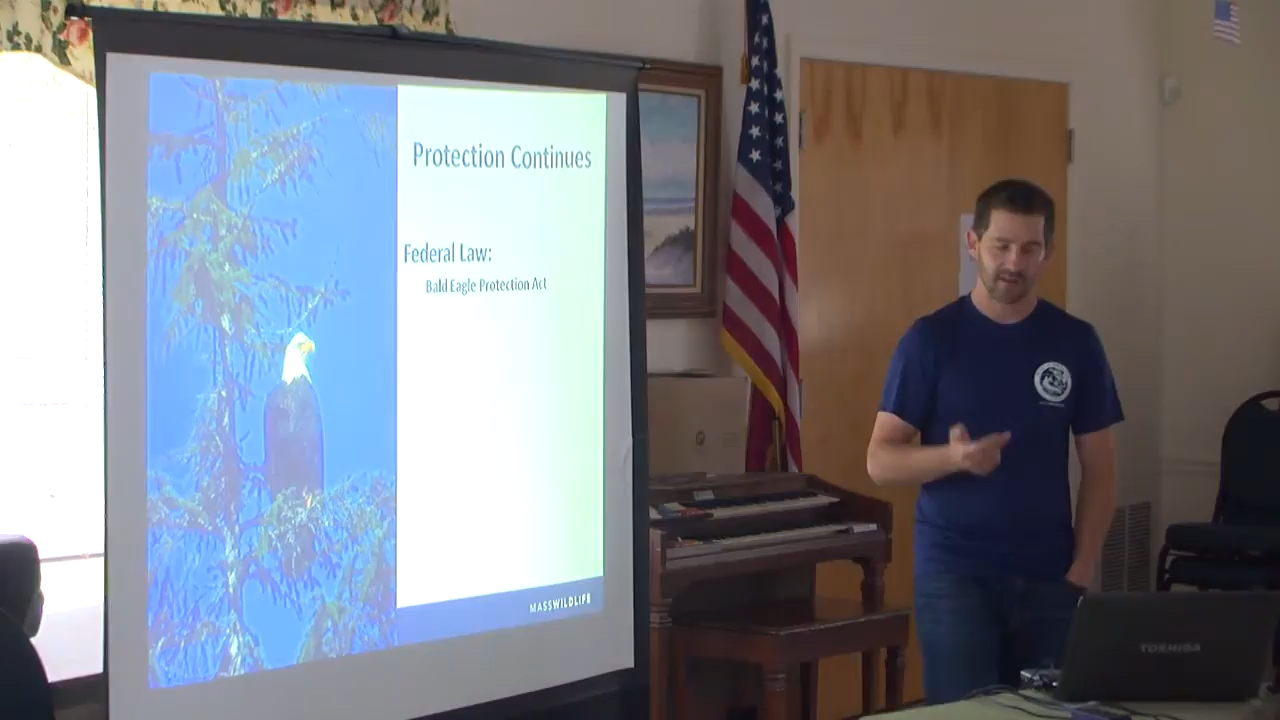 Protection Continues
Federal Law:
Bald Eagle Protection Act
MASSWILDLIFE
TOSHIBA